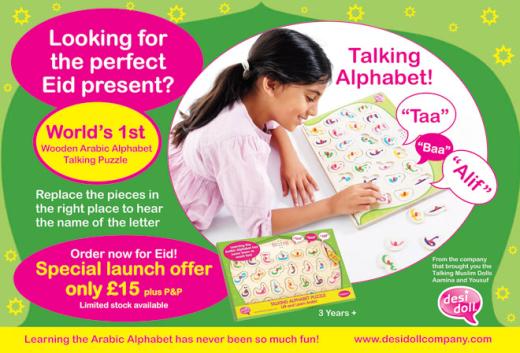 Looking for
the perfect
Eid present?
World's 1st
Wooden Arabic Alphabet
Talking Puzzle
Replace the pieces in
the right place to hear
the name of the letter
Order now for Eid!
Special launch offer
only £15 plus P&P
Limited stock available
Talking
Alphabet!
"Taa"
"Baa"
"Alif"
TALKING ALPHABET PUZZLE
Lift and Learn Arabic
3 Years +
From the company
that brought you the
Talking Muslim Dolls
Aamina and Yousuf
desi
doll
Learning the Arabic Alphabet has never been so much fun!
www.desidollcompany.com